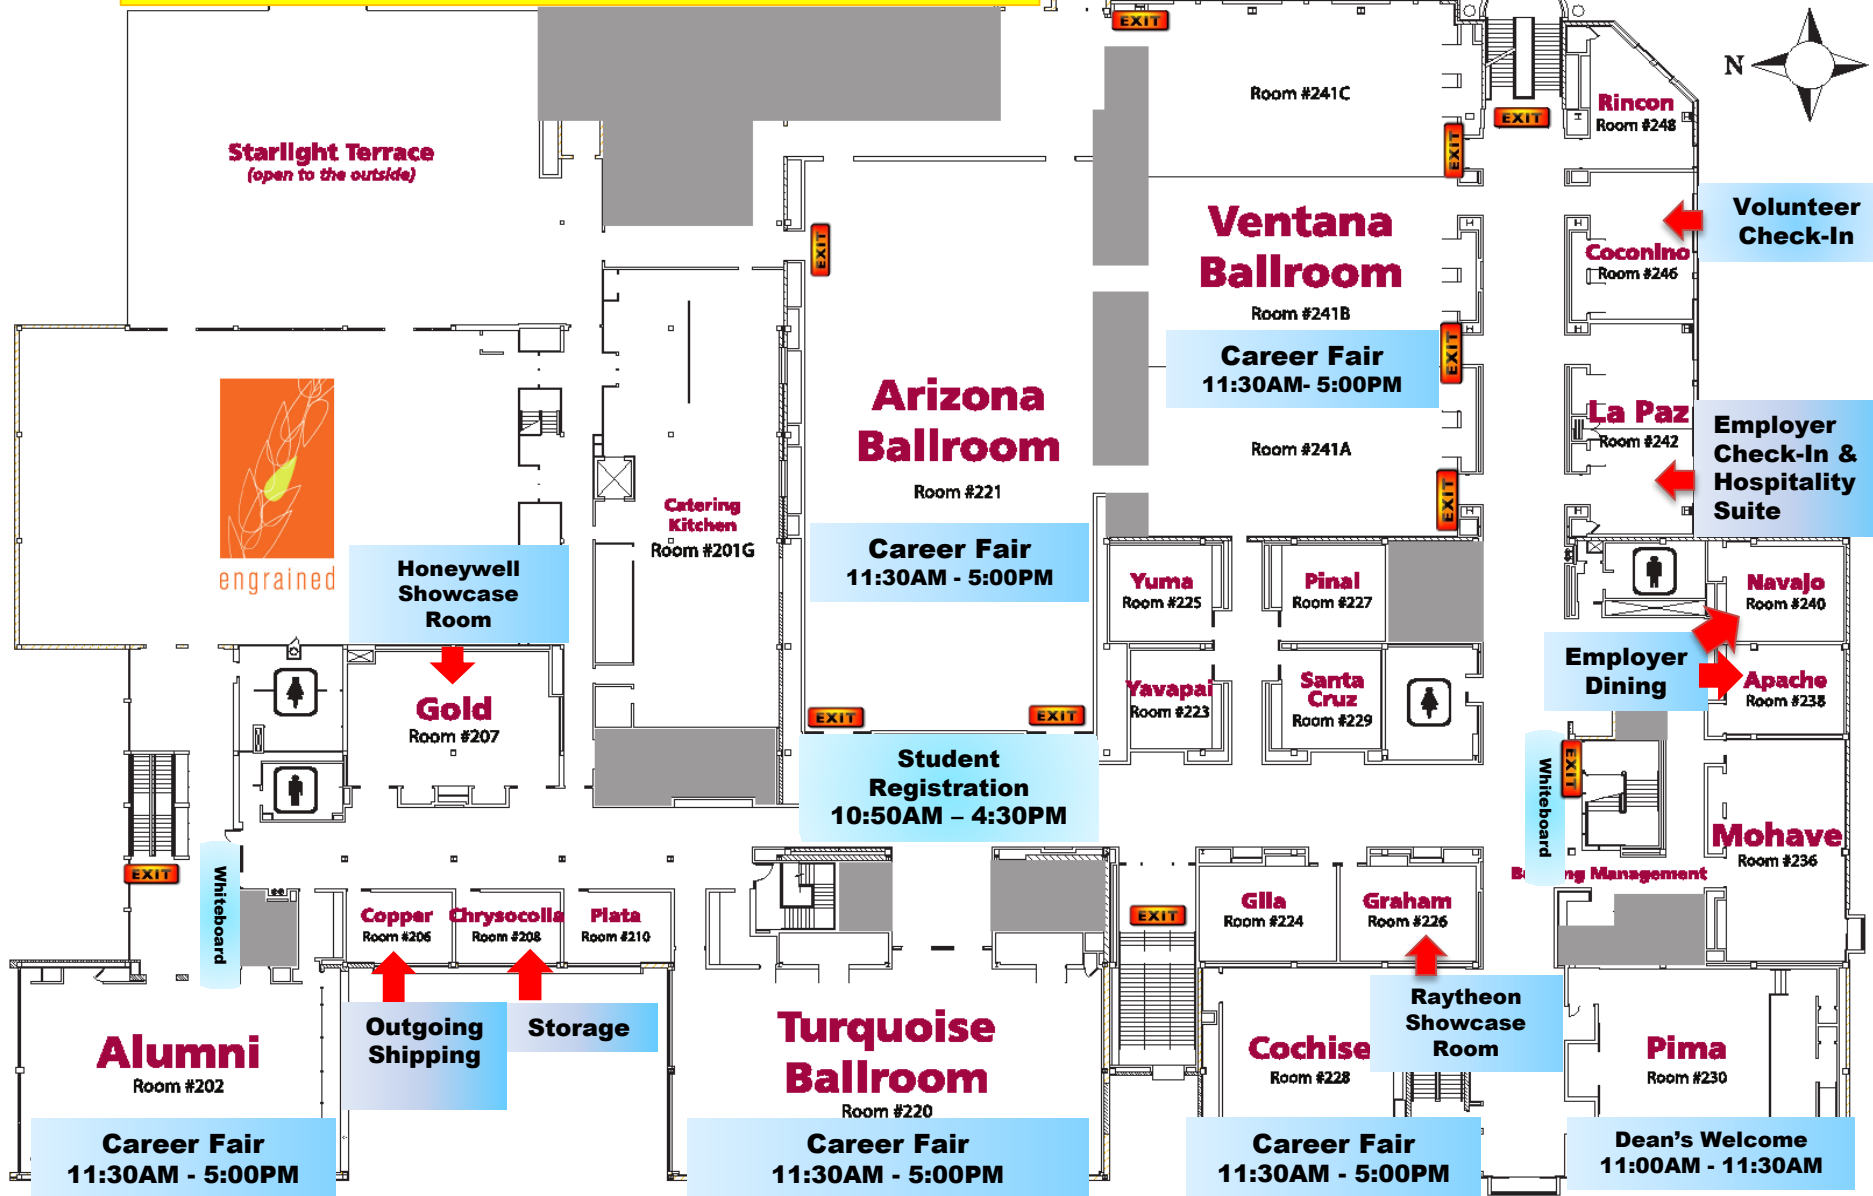 EXIT
N
Room #241C
Rincon
Room #248
EXIT
EXIT
Starlight Terrace
(open to the outside)
Volunteer
Check-In
Ventana
Ballroom
Room #241B
EXIT
Coconino
Room #246
Career Fair
11:30AM- 5:00PM
EXIT
Arizona
Ballroom
Room #221
Room #241A
La Paz
Room #242
Employer
Check-In &
Hospitality
Suite
EXIT
Catering
Kitchen
Room #201G
engrained
Career Fair
11:30AM - 5:00PM
Honeywell
Showcase
Room
Yuma
Room #225
Pinal
Room #227
Navajo
Room #240
Employer
Dining
Gold
Room #207
Yavapai
Room #223
Santa
Cruz
Room #229
Apache
Room #238
EXIT
EXIT
Student
Registration
10:50AM – 4:30PM
Whiteboard
EXIT
Mohave
Room #236
EXIT
Whiteboard
Management
Copper
Room #206
Chrysocolla
Room #208
Plata
Room #210
EXIT
Gila
Room #224
Graham
Room #226
Outgoing
Shipping
Storage
Raytheon
Showcase
Room
Alumni
Room #202
Turquoise
Ballroom
Room #220
Cochise
Room #228
Pima
Room #230
Career Fair
11:30AM - 5:00PM
Career Fair
11:30AM - 5:00PM
Career Fair
11:30AM - 5:00PM
Dean's Welcome
11:00AM - 11:30AM